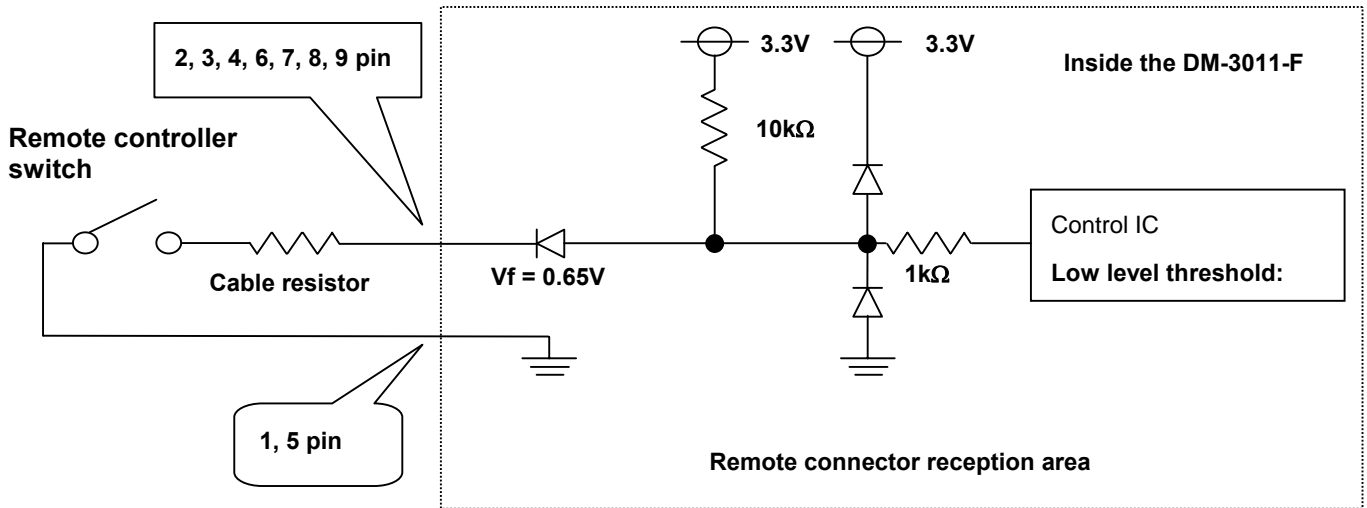 2, 3, 4, 6, 7, 8, 9 pin
3.3V
3.3V
Inside the DM-3011-F
Remote controller
switch
10kΩ
Control IC
Low level threshold:
Cable resistor
Vf = 0.65V
1kΩ
1, 5 pin
Remote connector reception area